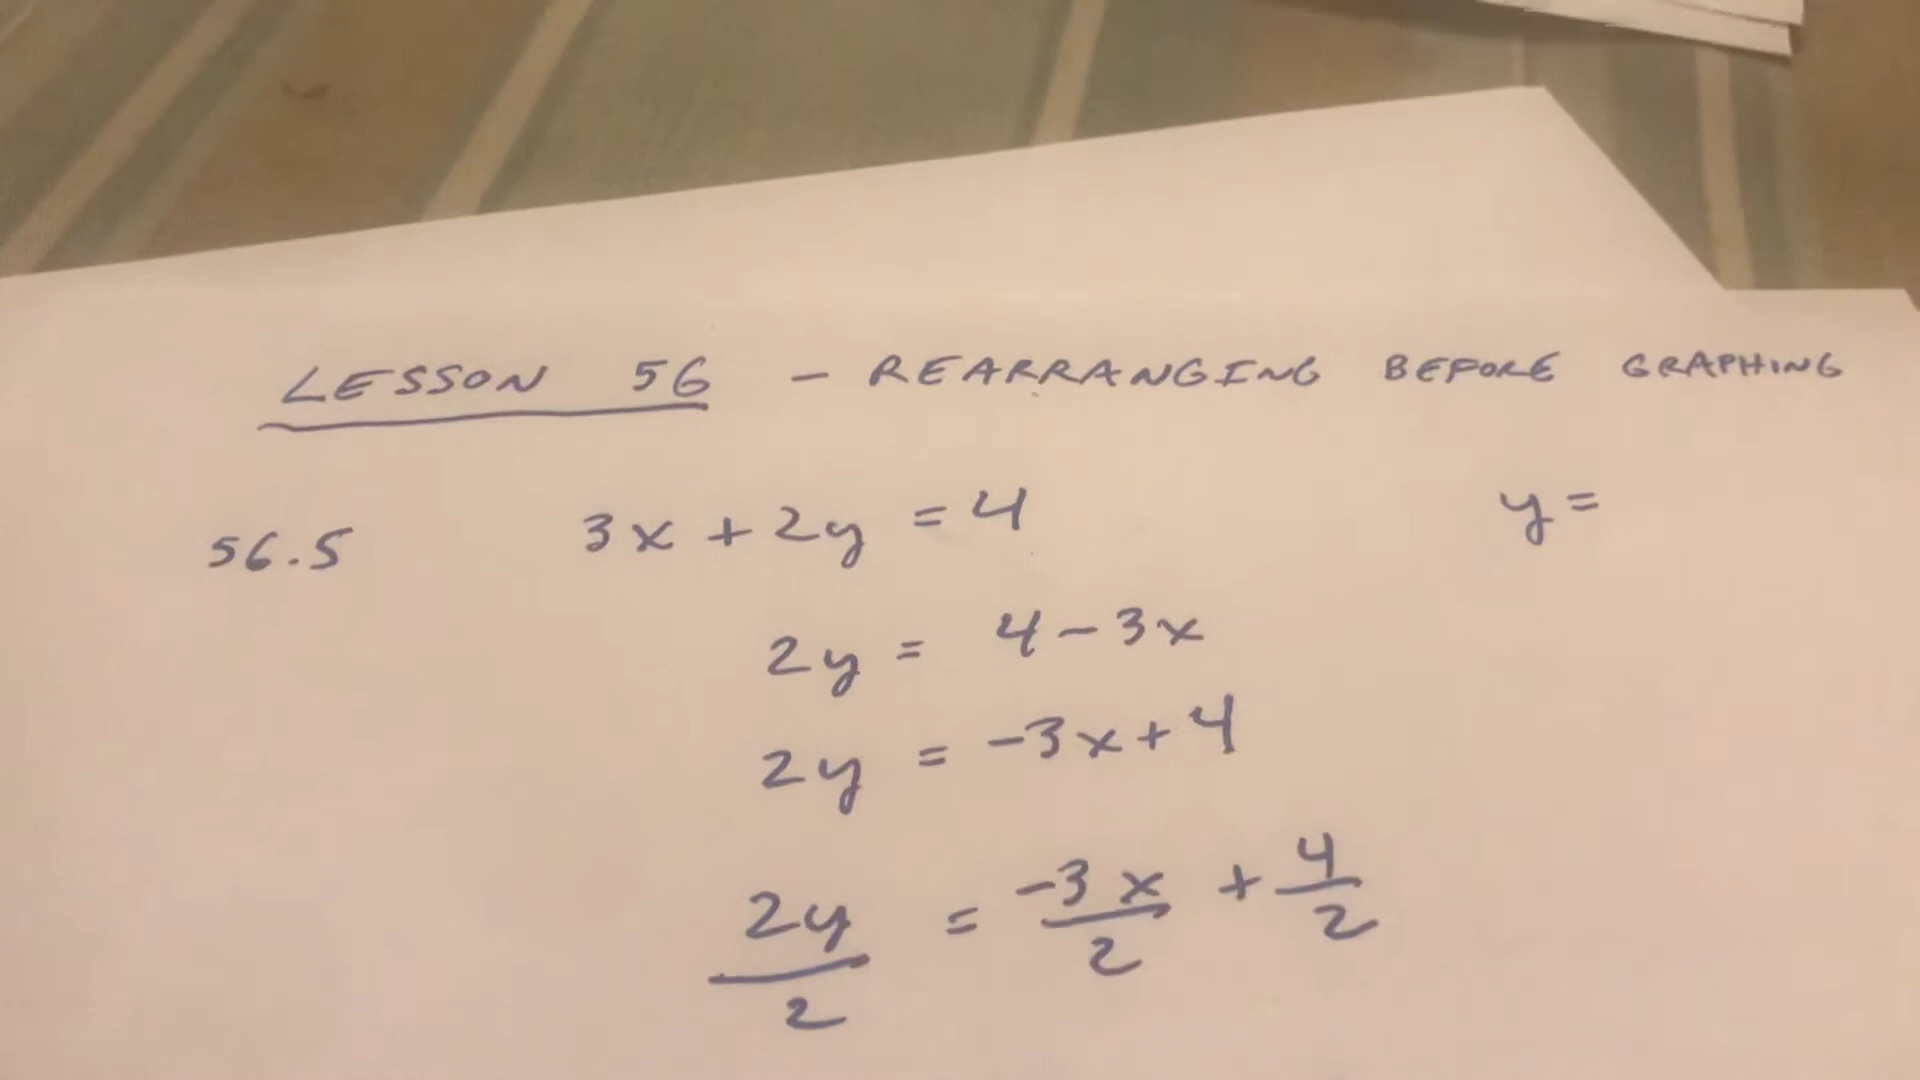 LESSON 56 - REARRANGING BEFORE GRAPHING
56.5 3x + 2y = 4 y =
2y = 4 - 3x
2y = -3x + 4
2y/2 = -3x/2 + 4/2